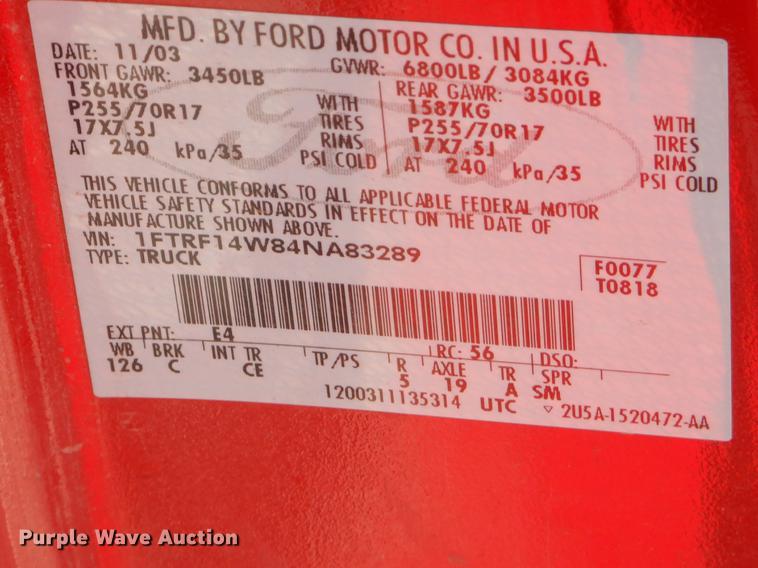 MFD. BY FORD MOTOR CO. IN U.S.A.
DATE: 11/03 GVWR: 6800LB/ 3084KG
FRONT GAWR: 3450LB REAR GAWR: 3500LB
1564KG WITH 1587KG WITH
P255/70R17 TIRES P255/70R17 TIRES
17X7.5J RIMS 17X7.5J RIMS
AT 240 kPa/35 PSI COLD AT 240 kPa/35 PSI COLD
Ford
THIS VEHICLE CONFORMS TO ALL APPLICABLE FEDERAL MOTOR
VEHICLE SAFETY STANDARDS IN EFFECT ON THE DATE OF
MANUFACTURE SHOWN ABOVE.
VIN: 1FTRF14W84NA83289 F0077
TYPE: TRUCK T0818
EXT PNT: E4 RC: 56 DSO:
WB BRK INT TR TP/PS R AXLE TR SPR
126 C CE 5 19 A SM
1200311135314 UTC ▽ 2U5A-1520472-AA
Purple Wave Auction